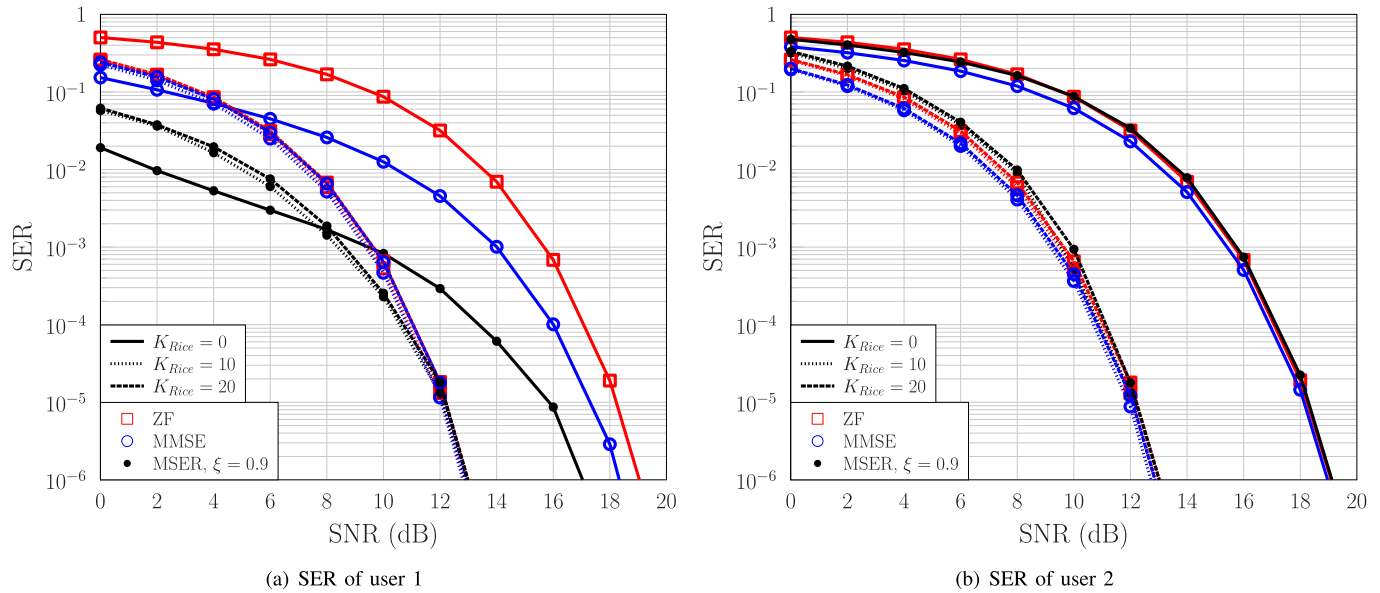 1
10^{-1}
10^{-2}
10^{-3}
10^{-4}
10^{-5}
10^{-6}
SER
K_{Rice} = 0
K_{Rice} = 10
K_{Rice} = 20
ZF
MMSE
MSER, ξ = 0.9
0 2 4 6 8 10 12 14 16 18 20
SNR (dB)
(a) SER of user 1
1
10^{-1}
10^{-2}
10^{-3}
10^{-4}
10^{-5}
10^{-6}
SER
K_{Rice} = 0
K_{Rice} = 10
K_{Rice} = 20
ZF
MMSE
MSER, ξ = 0.9
0 2 4 6 8 10 12 14 16 18 20
SNR (dB)
(b) SER of user 2